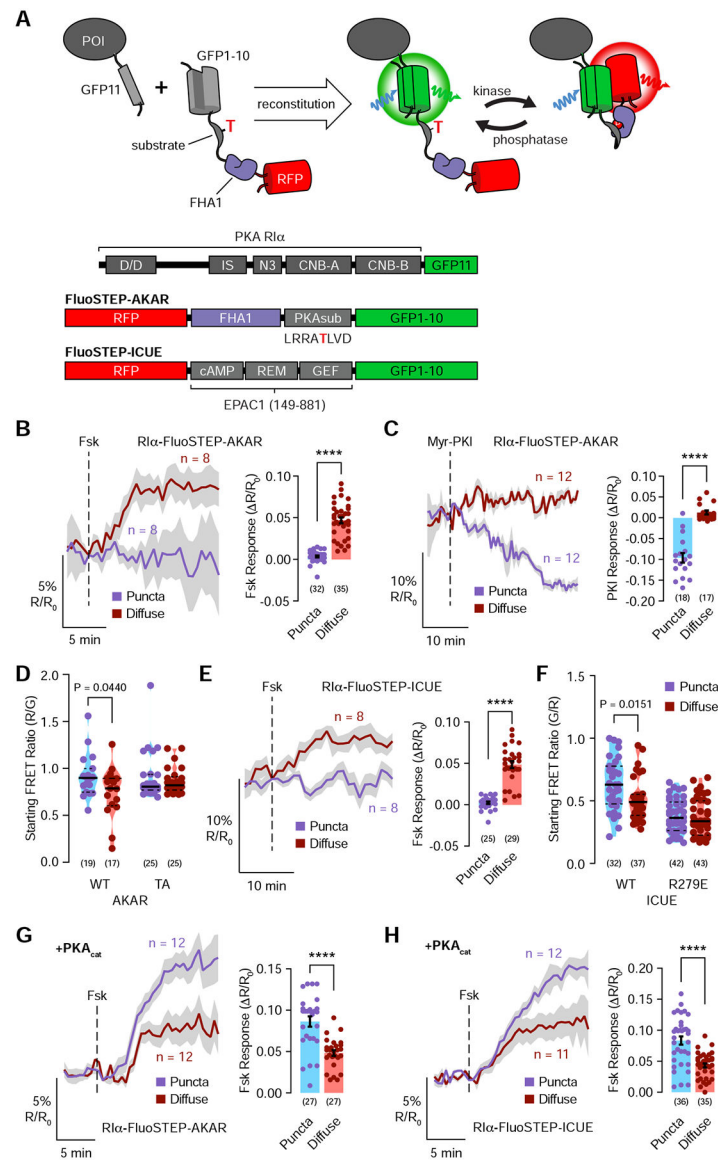 A
POI
GFP11
+
GFP1-10
T
substrate
FHA1
RFP
reconstitution
T
kinase
phosphatase
RFP
PKA RIα
D/D IS N3 CNB-A CNB-B GFP11
FluoSTEP-AKAR
RFP FHA1 PKAsub GFP1-10
LRRATLVD
FluoSTEP-ICUE
RFP cAMP REM GEF GFP1-10
EPAC1 (149-881)
B
Fsk
RIα-FluoSTEP-AKAR
n = 8
n = 8
5%
R/R0
5 min
Puncta
Diffuse
Fsk Response (ΔR/R0)
0.10
0.05
0.00
-0.05
****
(32) (35)
Puncta
Diffuse
C
Myr-PKI
RIα-FluoSTEP-AKAR
n = 12
n = 12
10%
R/R0
10 min
Puncta
Diffuse
PKI Response (ΔR/R0)
0.10
0.05
0.00
-0.05
-0.10
-0.15
-0.20
****
(18) (17)
Puncta
Diffuse
D
Starting FRET Ratio (R/G)
2.0
1.5
1.0
0.5
0.0
P = 0.0440
(19) (17) (25) (25)
WT TA
AKAR
E
Fsk
RIα-FluoSTEP-ICUE
n = 8
n = 8
10%
R/R0
10 min
Puncta
Diffuse
Fsk Response (ΔR/R0)
0.10
0.05
0.00
-0.05
****
(25) (29)
Puncta
Diffuse
F
Puncta
Diffuse
Starting FRET Ratio (G/R)
1.5
1.0
0.5
0.0
P = 0.0151
(32) (37) (42) (43)
WT R279E
ICUE
G
+PKAcat
Fsk
n = 12
n = 12
Puncta
Diffuse
5%
R/R0
5 min
RIα-FluoSTEP-AKAR
Fsk Response (ΔR/R0)
0.15
0.10
0.05
0.00
****
(27) (27)
Puncta
Diffuse
H
+PKAcat
Fsk
n = 12
n = 11
Puncta
Diffuse
5%
R/R0
5 min
RIα-FluoSTEP-ICUE
Fsk Response (ΔR/R0)
0.20
0.15
0.10
0.05
0.00
****
(36) (35)
Puncta
Diffuse